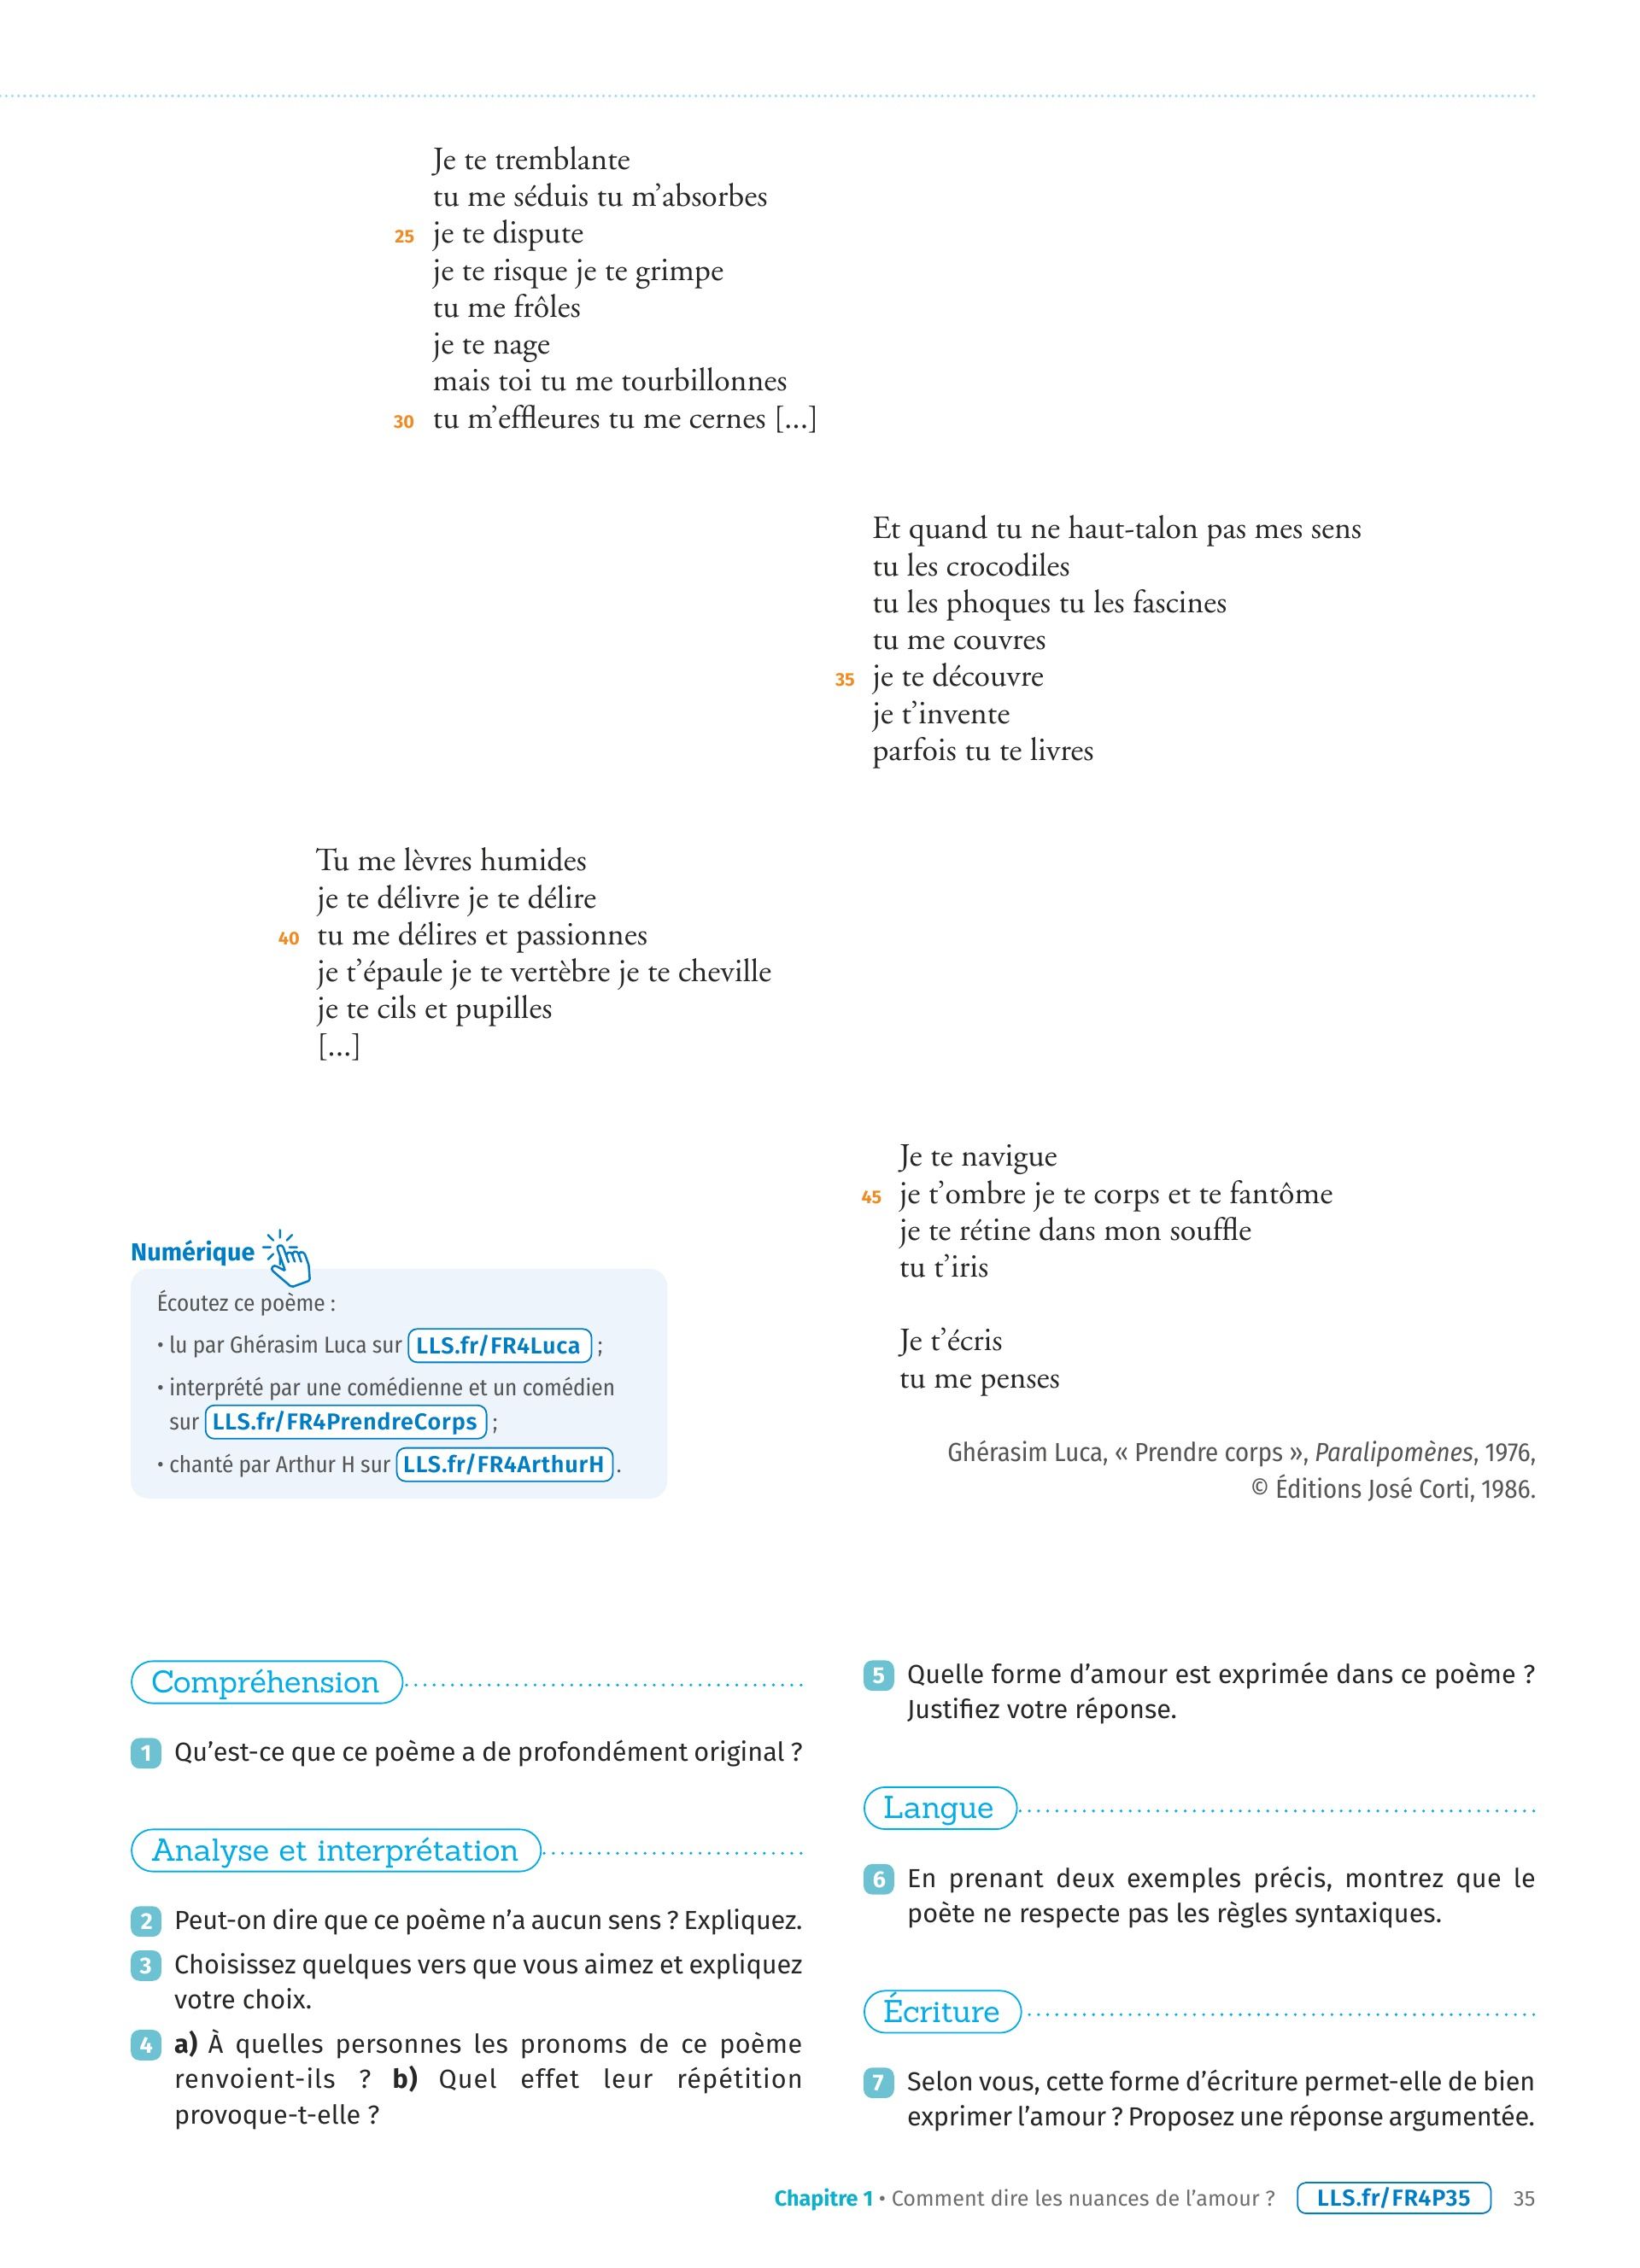 Je te tremblante
tu me séduis tu m'absorbes
25 je te dispute
je te risque je te grimpe
tu me frôles
je te nage
mais toi tu me tourbillonnes
30 tu m'effleures tu me cernes [...]
Et quand tu ne haut-talon pas mes sens
tu les crocodiles
tu les phoques tu les fascines
tu me couvres
35 je te découvre
je t'invente
parfois tu te livres
Tu me lèvres humides
je te délivre je te délire
40 tu me délires et passionnes
je t'épaule je te vertèbre je te cheville
je te cils et pupilles
[...]
Je te navigue
45 je t'ombre je te corps et te fantôme
je te rétine dans mon souffle
tu t'iris
Je t'écris
tu me penses
Ghérasim Luca, « Prendre corps », Paralipomènes, 1976,
© Éditions José Corti, 1986.
Numérique
Écoutez ce poème :
• lu par Ghérasim Luca sur LLS.fr/FR4Luca ;
• interprété par une comédienne et un comédien
sur LLS.fr/FR4PrendreCorps ;
• chanté par Arthur H sur LLS.fr/FR4ArthurH .
Compréhension
1 Qu'est-ce que ce poème a de profondément original ?
Analyse et interprétation
2 Peut-on dire que ce poème n'a aucun sens ? Expliquez.
3 Choisissez quelques vers que vous aimez et expliquez
votre choix.
4 a) À quelles personnes les pronoms de ce poème
renvoient-ils ? b) Quel effet leur répétition
provoque-t-elle ?
5 Quelle forme d'amour est exprimée dans ce poème ?
Justifiez votre réponse.
Langue
6 En prenant deux exemples précis, montrez que le
poète ne respecte pas les règles syntaxiques.
Écriture
7 Selon vous, cette forme d'écriture permet-elle de bien
exprimer l'amour ? Proposez une réponse argumentée.
Chapitre 1 • Comment dire les nuances de l'amour ? LLS.fr/FR4P35 35